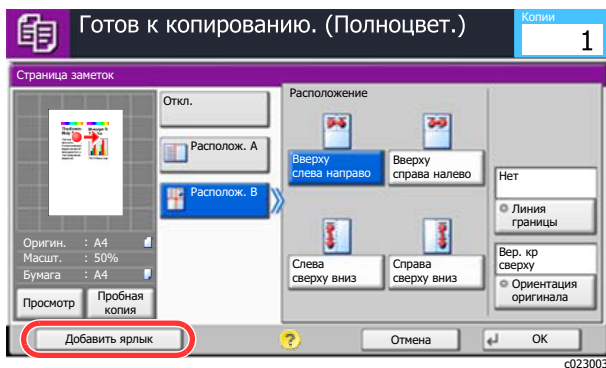 Готов к копированию. (Полноцвет.)
Копии
1
Страница заметок
Откл.
Располож. A
Располож. B
Расположение
Вверху
слева направо
Вверху
справа налево
Слева
сверху вниз
Справа
сверху вниз
Нет
Линия
границы
Вер. кр
сверху
Ориентация
оригинала
Оригин. : A4
Масшт. : 50%
Бумага : A4
Просмотр
Пробная
копия
Добавить ярлык
?
Отмена
OK
c023003